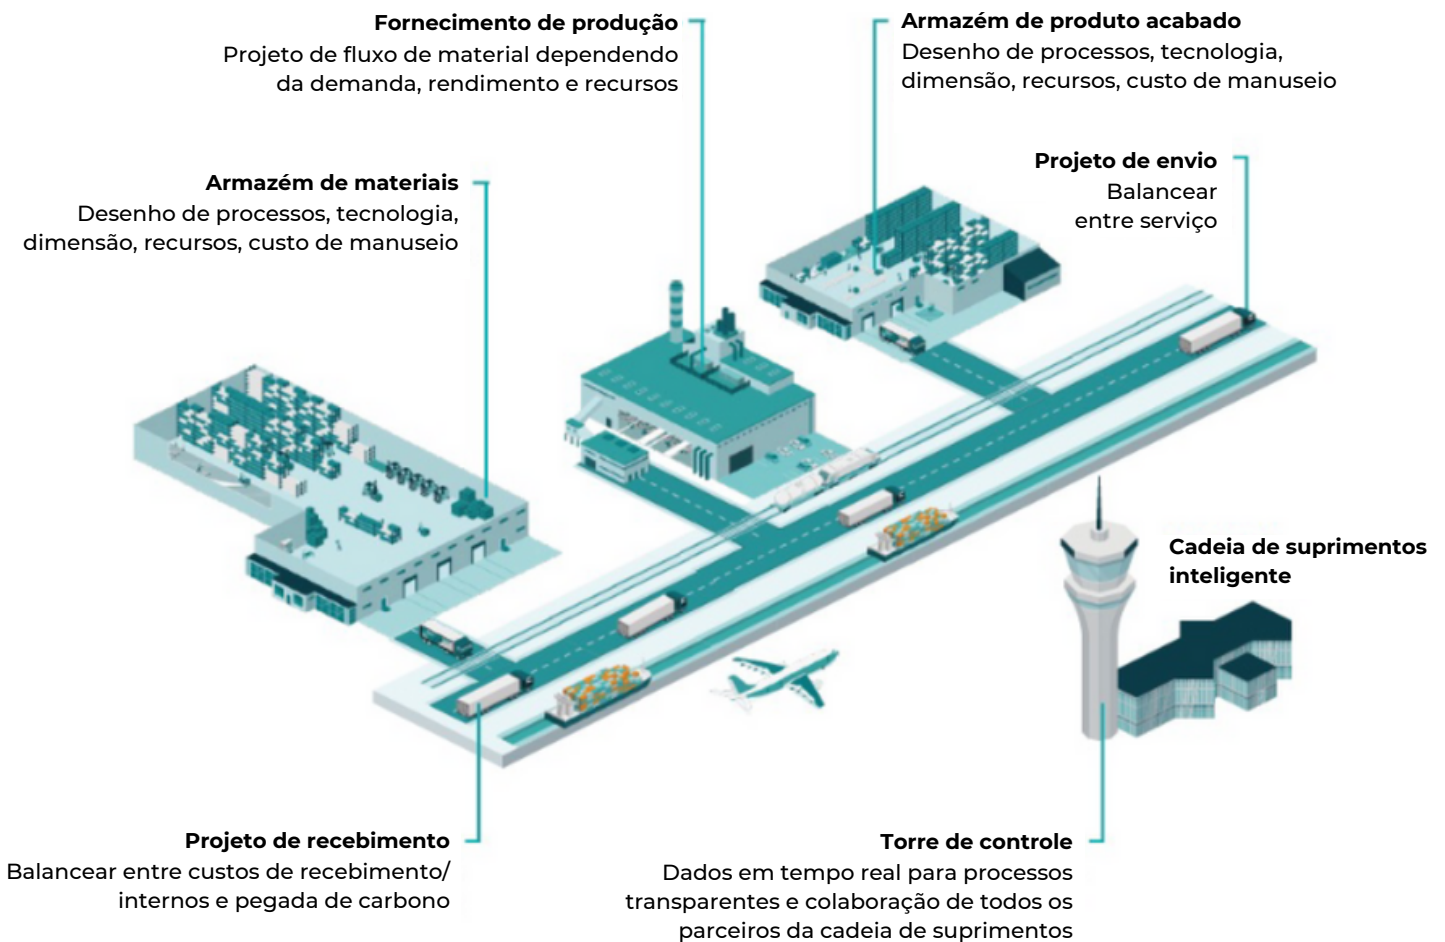 Fornecimento de produção
Projeto de fluxo de material dependendo
da demanda, rendimento e recursos
Armazém de produto acabado
Desenho de processos, tecnologia,
dimensão, recursos, custo de manuseio
Projeto de envio
Balancear
entre serviço
Armazém de materiais
Desenho de processos, tecnologia,
dimensão, recursos, custo de manuseio
Cadeia de suprimentos
inteligente
Projeto de recebimento
Balancear entre custos de recebimento/
internos e pegada de carbono
Torre de controle
Dados em tempo real para processos
transparentes e colaboração de todos os
parceiros da cadeia de suprimentos